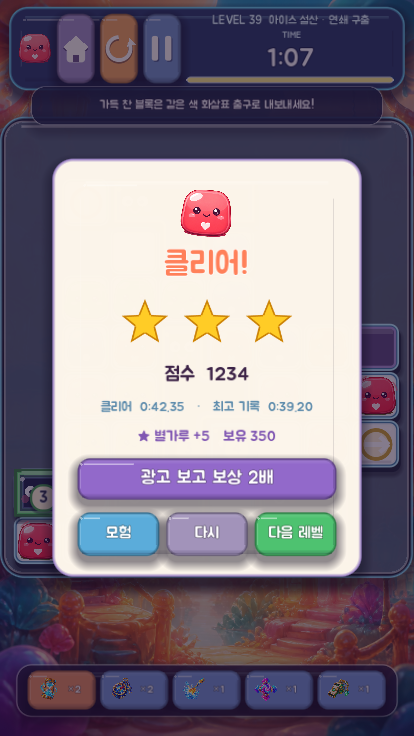 LEVEL 39 아이스 설산 · 연쇄 구출
TIME
1:07
가득 찬 블록은 같은 색 화살표 출구로 내보내세요!
클리어!
점수 1234
클리어 0:42.35 · 최고 기록 0:39.20
★ 별가루 +5 보유 350
광고 보고 보상 2배
모험 다시 다음 레벨
3
×2 ×2 ×1 ×1 ×1